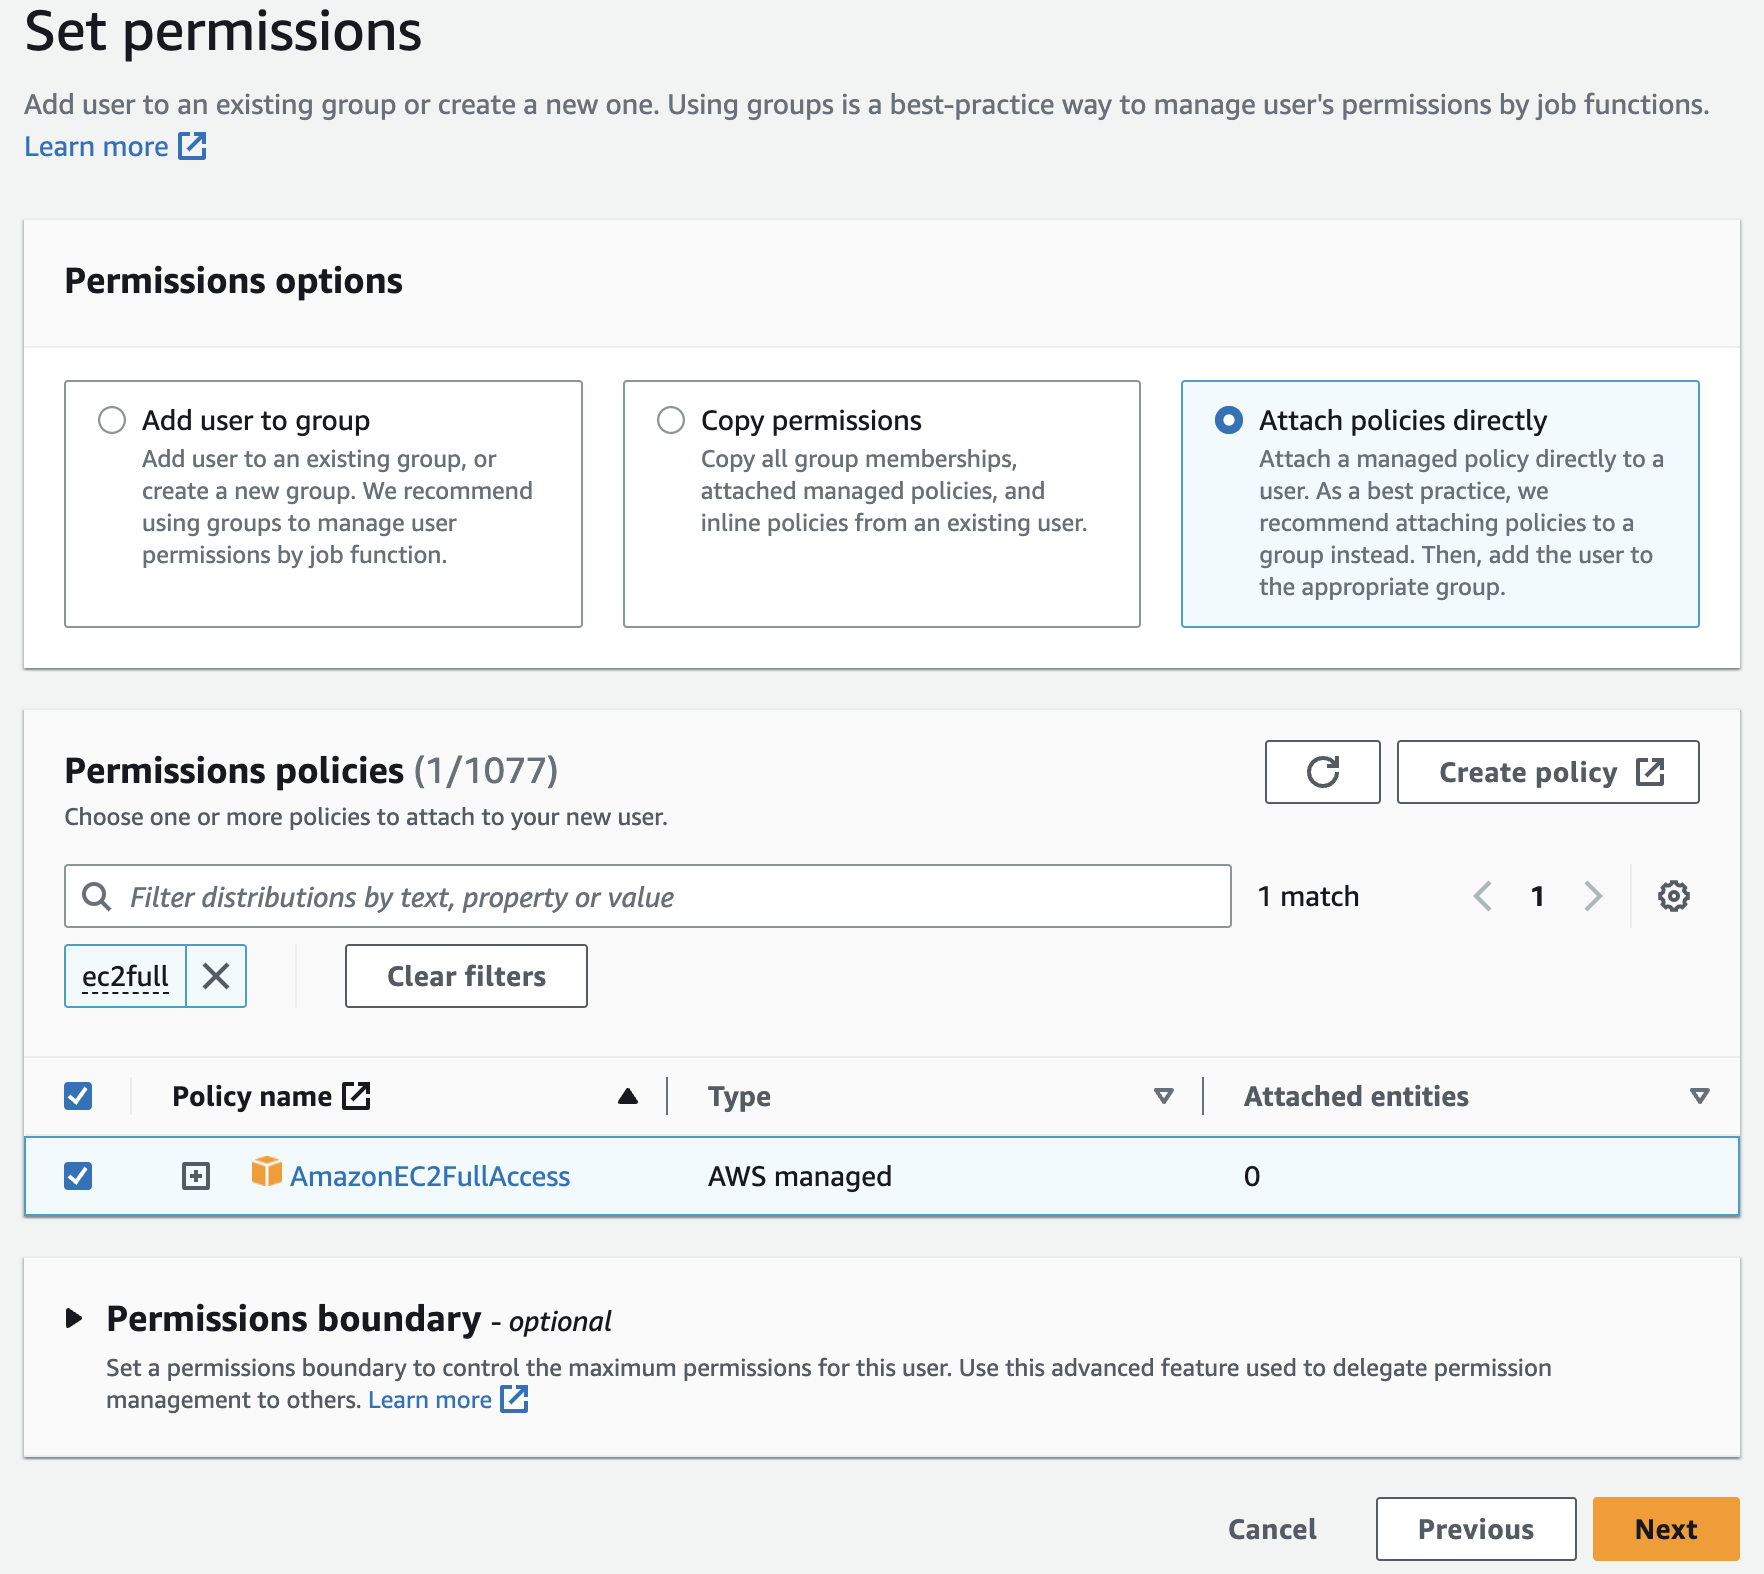 Set permissions
Add user to an existing group or create a new one. Using groups is a best-practice way to manage user's permissions by job functions.
Learn more
Permissions options
Add user to group
Add user to an existing group, or
create a new group. We recommend
using groups to manage user
permissions by job function.
Copy permissions
Copy all group memberships,
attached managed policies, and
inline policies from an existing user.
Attach policies directly
Attach a managed policy directly to a
user. As a best practice, we
recommend attaching policies to a
group instead. Then, add the user to
the appropriate group.
Permissions policies (1/1077)
Choose one or more policies to attach to your new user.
Create policy
Filter distributions by text, property or value
1 match
1
ec2full
Clear filters
Policy name Type Attached entities
AmazonEC2FullAccess AWS managed 0
Permissions boundary - optional
Set a permissions boundary to control the maximum permissions for this user. Use this advanced feature used to delegate permission
management to others. Learn more
Cancel Previous Next